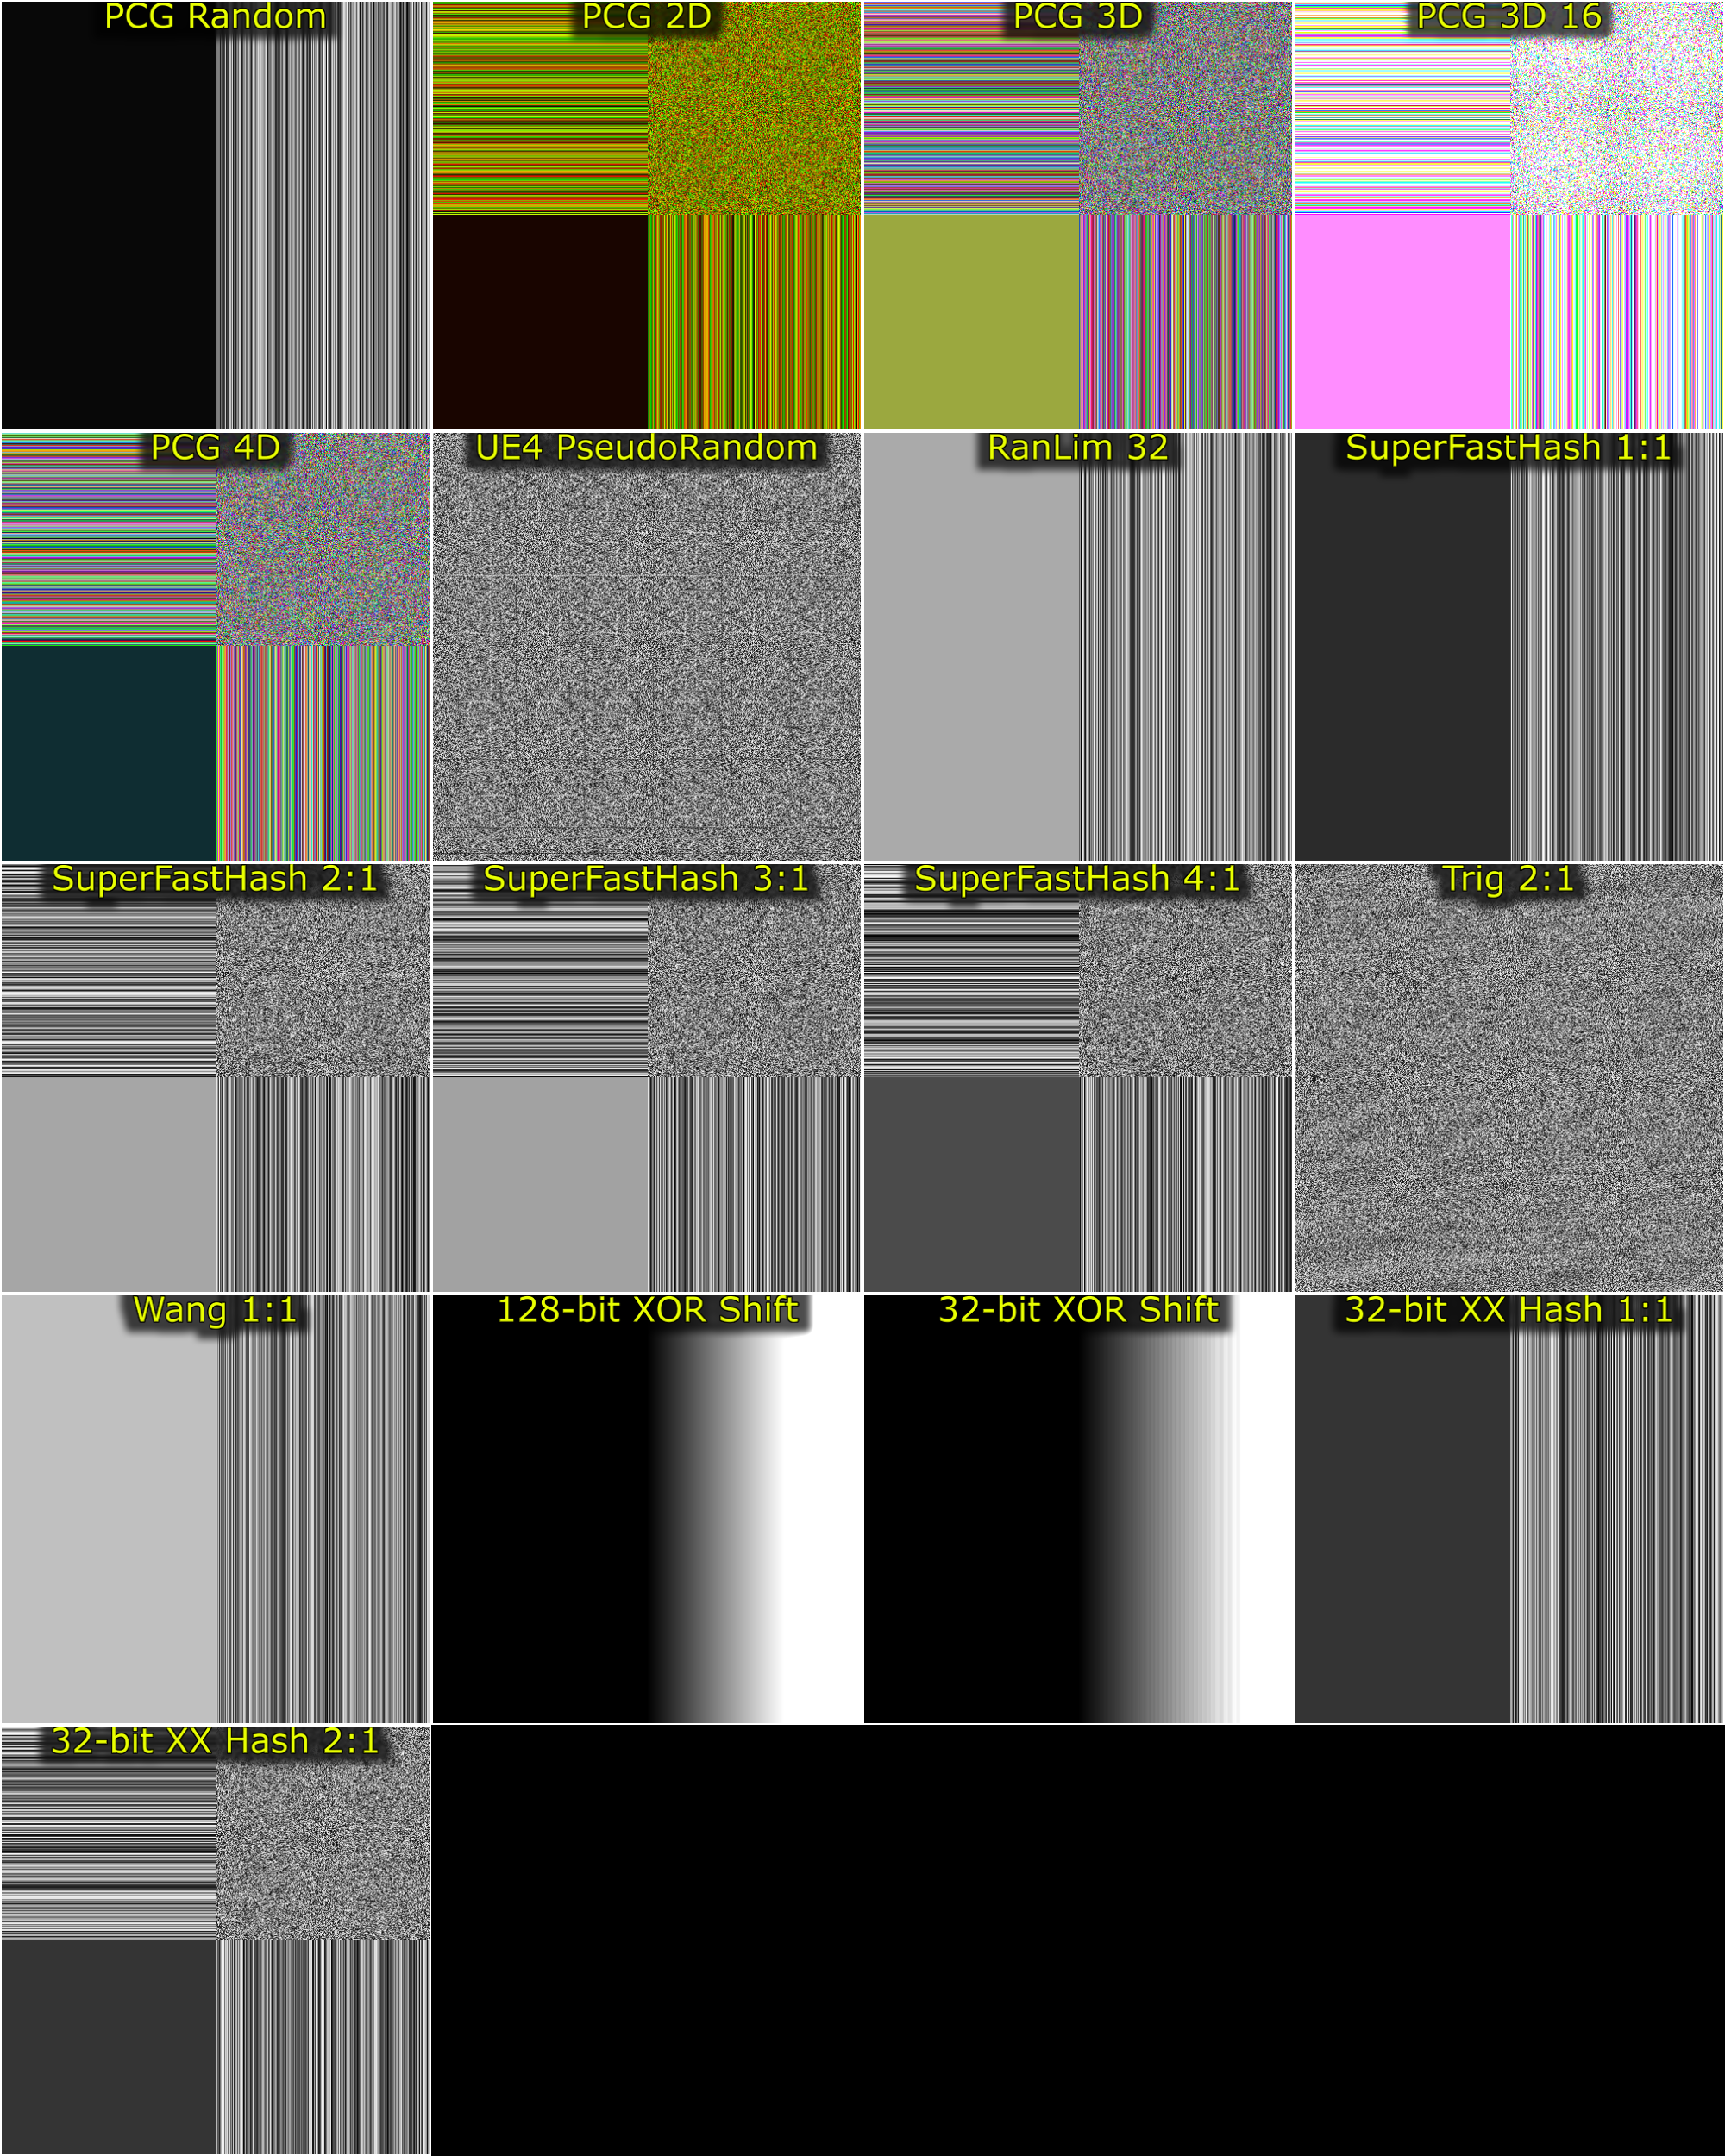 PCG Random
PCG 2D
PCG 3D
PCG 3D 16
PCG 4D
UE4 PseudoRandom
RanLim 32
SuperFastHash 1:1
SuperFastHash 2:1
SuperFastHash 3:1
SuperFastHash 4:1
Trig 2:1
Wang 1:1
128-bit XOR Shift
32-bit XOR Shift
32-bit XX Hash 1:1
32-bit XX Hash 2:1